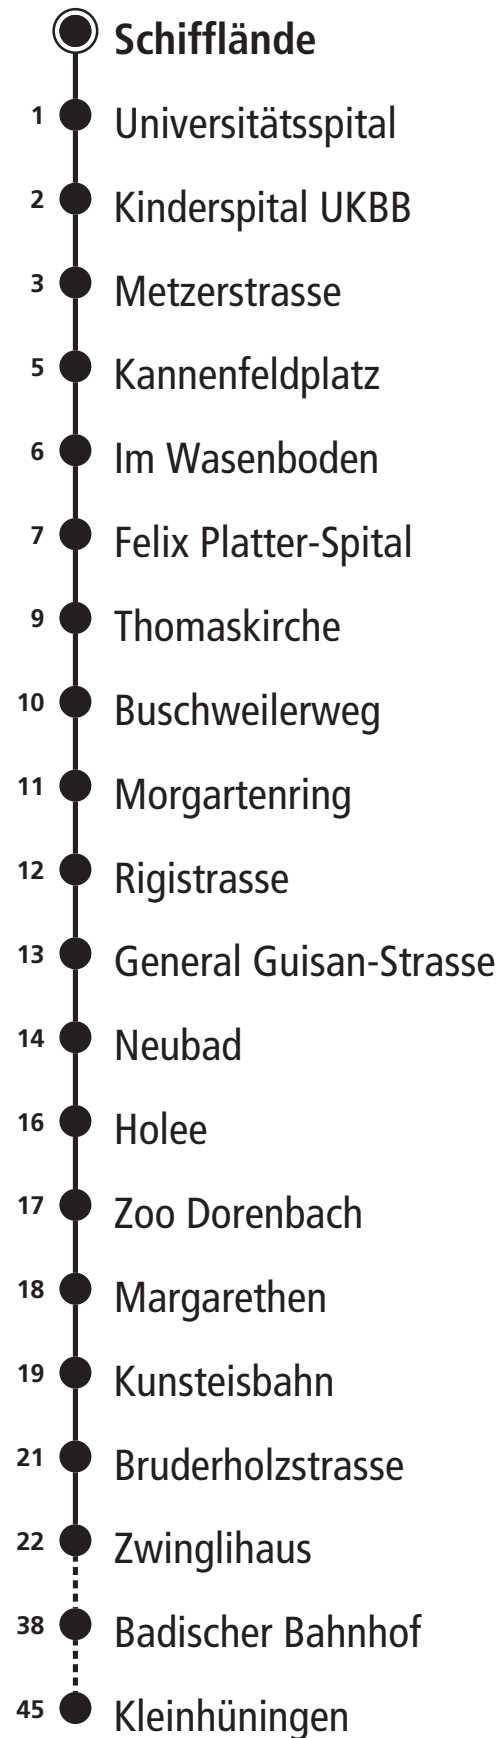 Schifflände
1 Universitätsspital
2 Kinderspital UKBB
3 Metzerstrasse
5 Kannenfeldplatz
6 Im Wasenboden
7 Felix Platter-Spital
9 Thomaskirche
10 Buschweilerweg
11 Morgartenring
12 Rigistrasse
13 General Guisan-Strasse
14 Neubad
16 Holee
17 Zoo Dorenbach
18 Margarethen
19 Kunsteisbahn
21 Bruderholzstrasse
22 Zwinglihaus
38 Badischer Bahnhof
45 Kleinhüningen